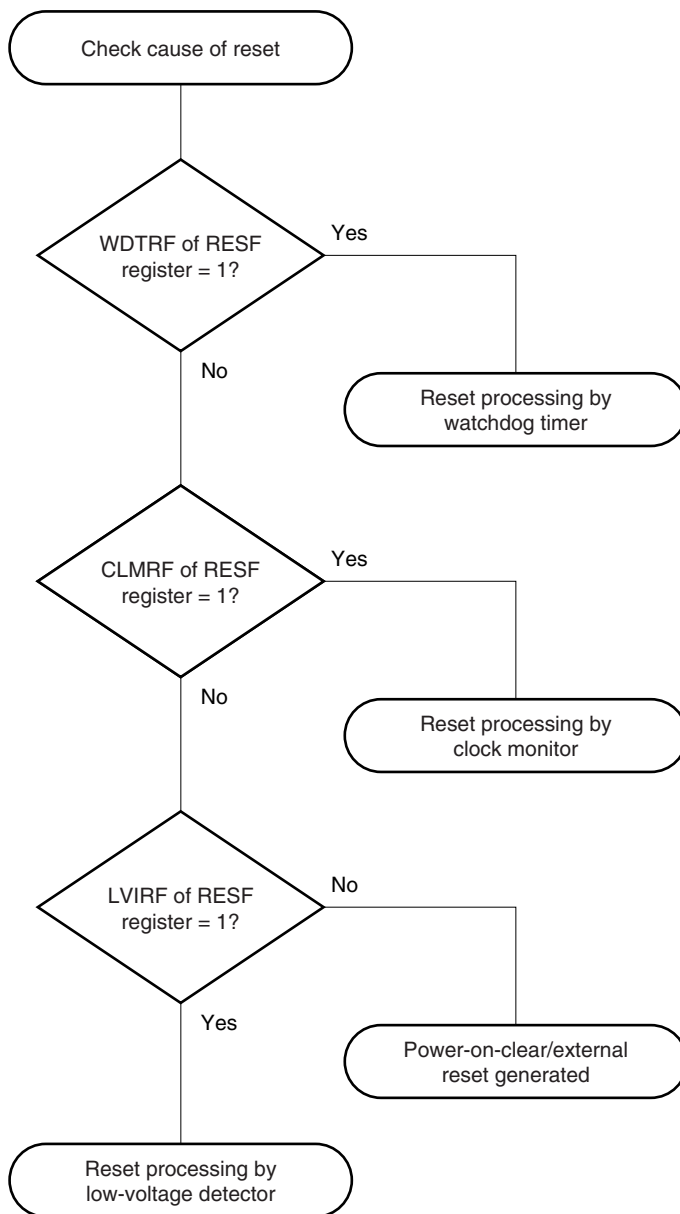 Check cause of reset
WDTRF of RESF
register = 1?
Yes
No
Reset processing by
watchdog timer
CLMRF of RESF
register = 1?
Yes
No
Reset processing by
clock monitor
LVIRF of RESF
register = 1?
No
Yes
Power-on-clear/external
reset generated
Reset processing by
low-voltage detector